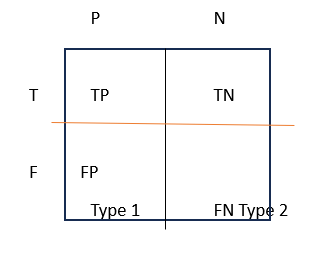 P N
T TP TN
F FP
Type 1 FN Type 2